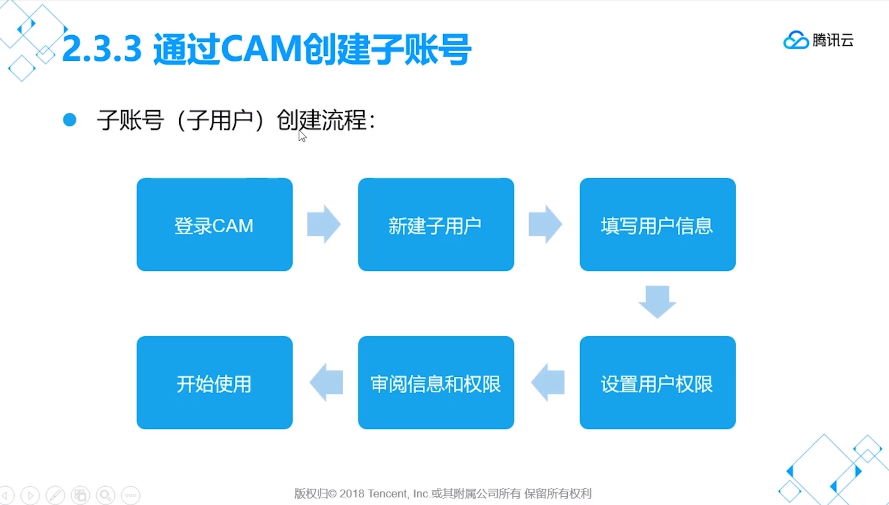 2.3.3 通过CAM创建子账号
腾讯云
子账号（子用户）创建流程：
登录CAM
新建子用户
填写用户信息
设置用户权限
审阅信息和权限
开始使用
版权归© 2018 Tencent, Inc.或其附属公司所有 保留所有权利